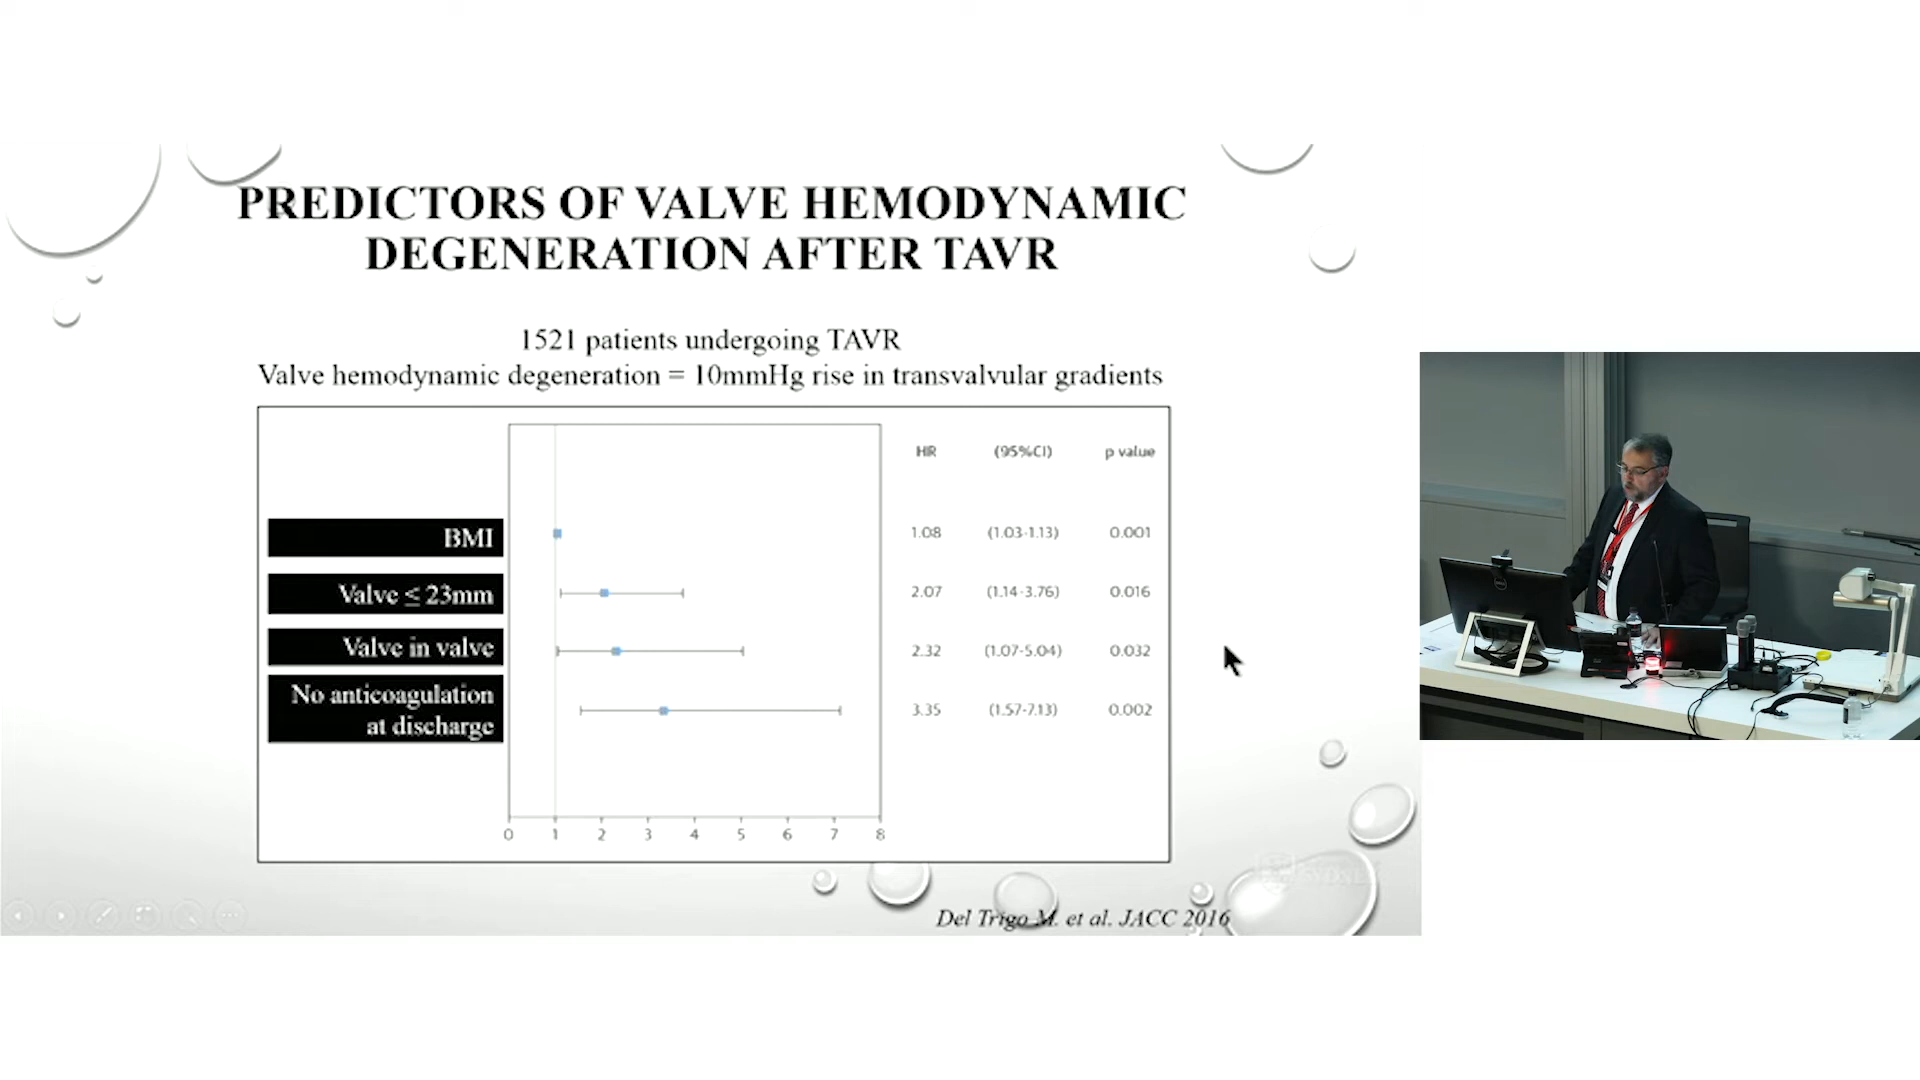 PREDICTORS OF VALVE HEMODYNAMIC
DEGENERATION AFTER TAVR
1521 patients undergoing TAVR
Valve hemodynamic degeneration = 10mmHg rise in transvalvular gradients
HR (95%CI) p value
BMI 1.08 (1.03-1.13) 0.001
Valve ≤ 23mm 2.07 (1.14-3.76) 0.016
Valve in valve 2.32 (1.07-5.04) 0.032
No anticoagulation
at discharge 3.35 (1.57-7.13) 0.002
0 1 2 3 4 5 6 7 8
Del Trigo M. et al. JACC 2016